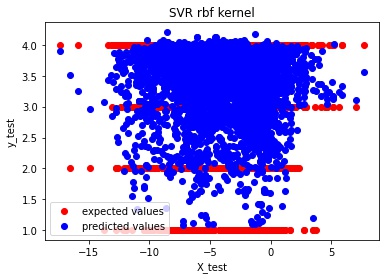 SVR rbf kernel
y_test
4.0
3.5
3.0
2.5
2.0
1.5
1.0
expected values
predicted values
−15
−10
−5
0
5
X_test